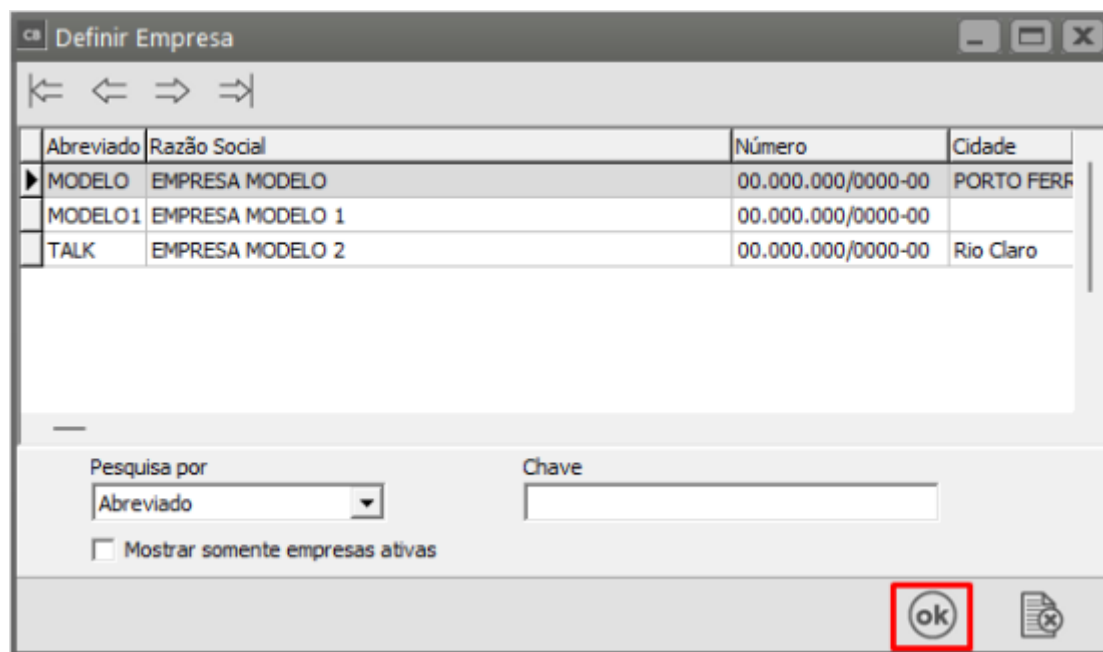 CB Definir Empresa
Abreviado Razão Social Número Cidade
MODELO EMPRESA MODELO 00.000.000/0000-00 PORTO FERR
MODELO1 EMPRESA MODELO 1 00.000.000/0000-00
TALK EMPRESA MODELO 2 00.000.000/0000-00 Rio Claro
Pesquisa por Chave
Abreviado
Mostrar somente empresas ativas
ok